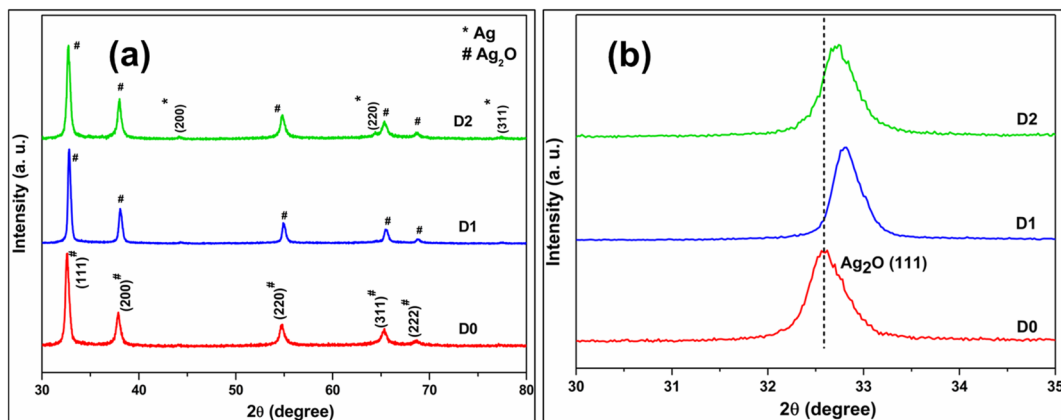 (a)
* Ag
# Ag₂O
#
#
*
(200)
#
*
(220)
#
#
*
(311)
D2
#
#
#
#
#
D1
#
(111)
#
(200)
#
(220)
#
(311)
#
(222)
D0
30 40 50 60 70 80
2θ (degree)
Intensity (a. u.)
(b)
D2
D1
Ag₂O (111)
D0
30 31 32 33 34 35
2θ (degree)
Intensity (a. u.)